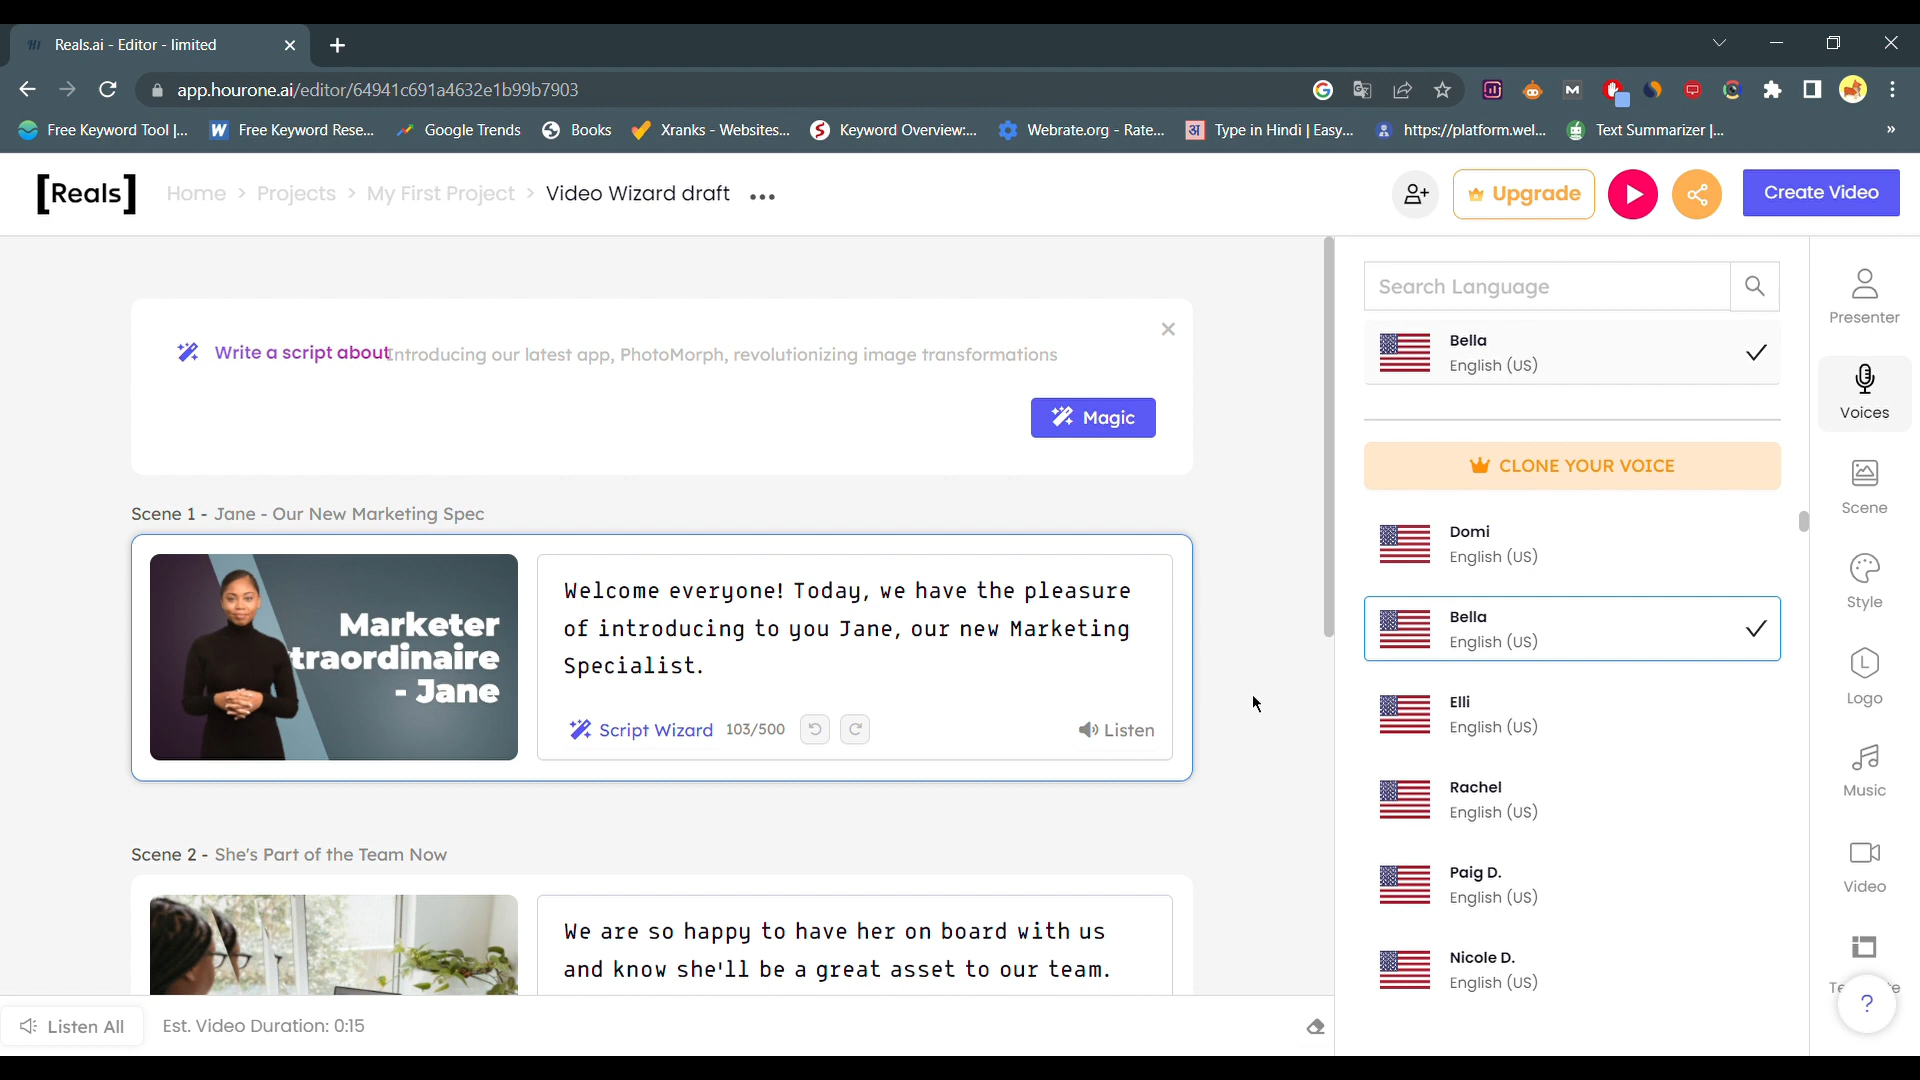 Reals.ai - Editor - limited
app.hourone.ai/editor/64941c691a4632e1b99b7903
Free Keyword Tool |... Free Keyword Rese... Google Trends Books Xranks - Websites... Keyword Overview:... Webrate.org - Rate... Type in Hindi | Easy... https://platform.wel... Text Summarizer |... »
[Reals] Home > Projects > My First Project > Video Wizard draft ... Upgrade Create Video
Write a script about ntroducing our latest app, PhotoMorph, revolutionizing image transformations
Magic
Scene 1 - Jane - Our New Marketing Spec
Marketer
traordinaire
- Jane
Welcome everyone! Today, we have the pleasure
of introducing to you Jane, our new Marketing
Specialist.
Script Wizard 103/500 Listen
Scene 2 - She's Part of the Team Now
We are so happy to have her on board with us
and know she'll be a great asset to our team.
Listen All Est. Video Duration: 0:15
Search Language
Bella
English (US)
CLONE YOUR VOICE
Domi
English (US)
Bella
English (US)
Elli
English (US)
Rachel
English (US)
Paig D.
English (US)
Nicole D.
English (US)
Presenter
Voices
Scene
Style
Logo
Music
Video
?